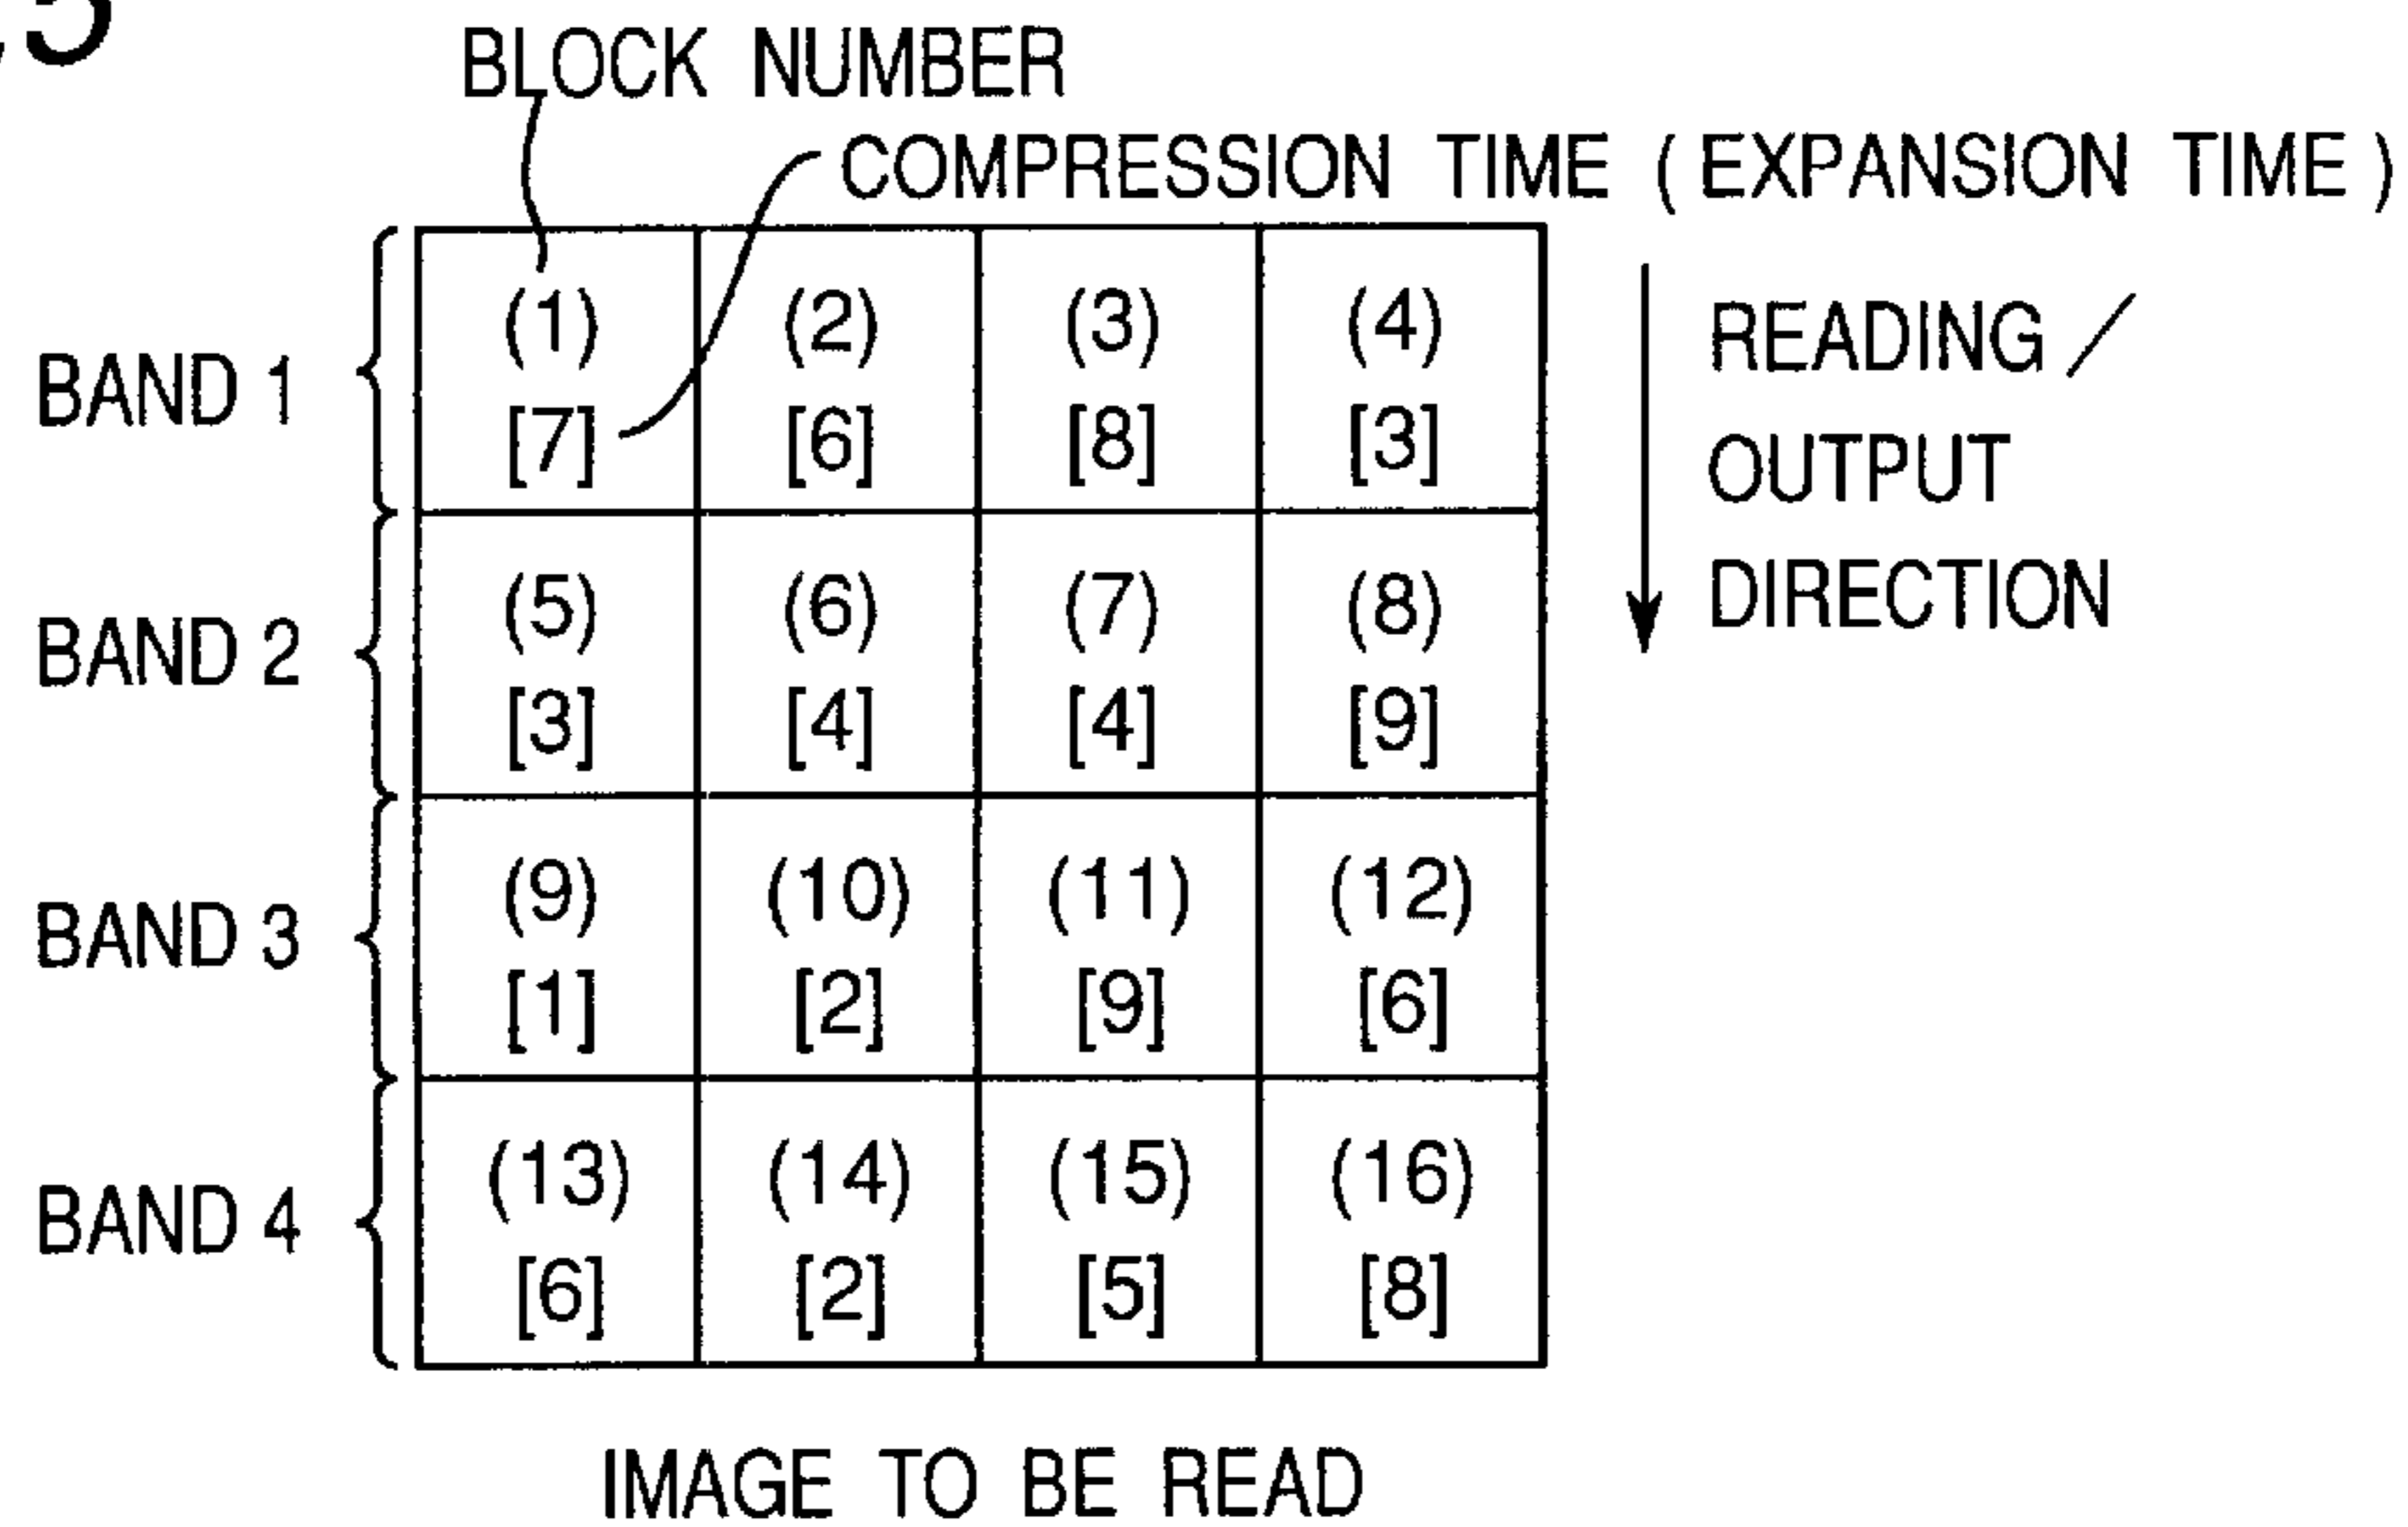 5
BLOCK NUMBER
COMPRESSION TIME (EXPANSION TIME)
BAND 1
(1) (2) (3) (4)
[7] [6] [8] [3]
READING /
OUTPUT
DIRECTION
BAND 2
(5) (6) (7) (8)
[3] [4] [4] [9]
BAND 3
(9) (10) (11) (12)
[1] [2] [9] [6]
BAND 4
(13) (14) (15) (16)
[6] [2] [5] [8]
IMAGE TO BE READ